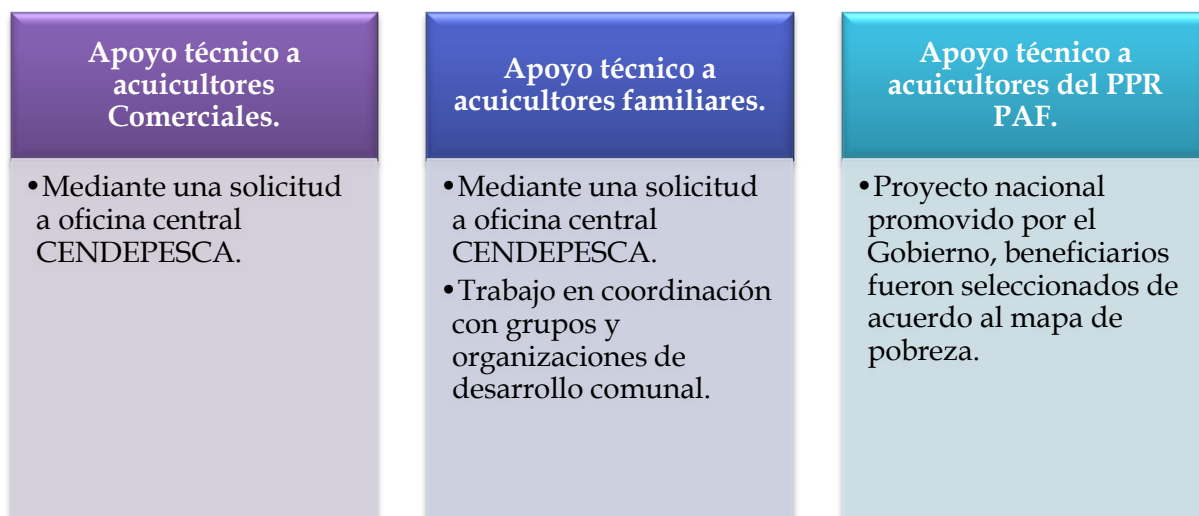 Apoyo técnico a
acuicultores
Comerciales.
•Mediante una solicitud
a oficina central
CENDEPESCA.
Apoyo técnico a
acuicultores familiares.
•Mediante una solicitud
a oficina central
CENDEPESCA.
•Trabajo en coordinación
con grupos y
organizaciones de
desarrollo comunal.
Apoyo técnico a
acuicultores del PPR
PAF.
•Proyecto nacional
promovido por el
Gobierno, beneficiarios
fueron seleccionados de
acuerdo al mapa de
pobreza.